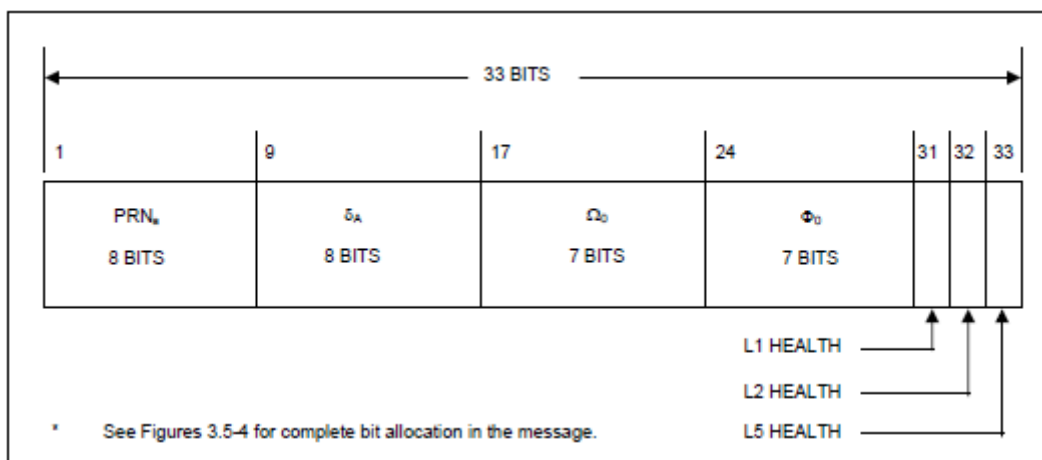 33 BITS
1 9 17 24 31 32 33
PRNₐ δA Ω₀ Φ₀
8 BITS 8 BITS 7 BITS 7 BITS
L1 HEALTH
L2 HEALTH
* See Figures 3.5-4 for complete bit allocation in the message.
L5 HEALTH